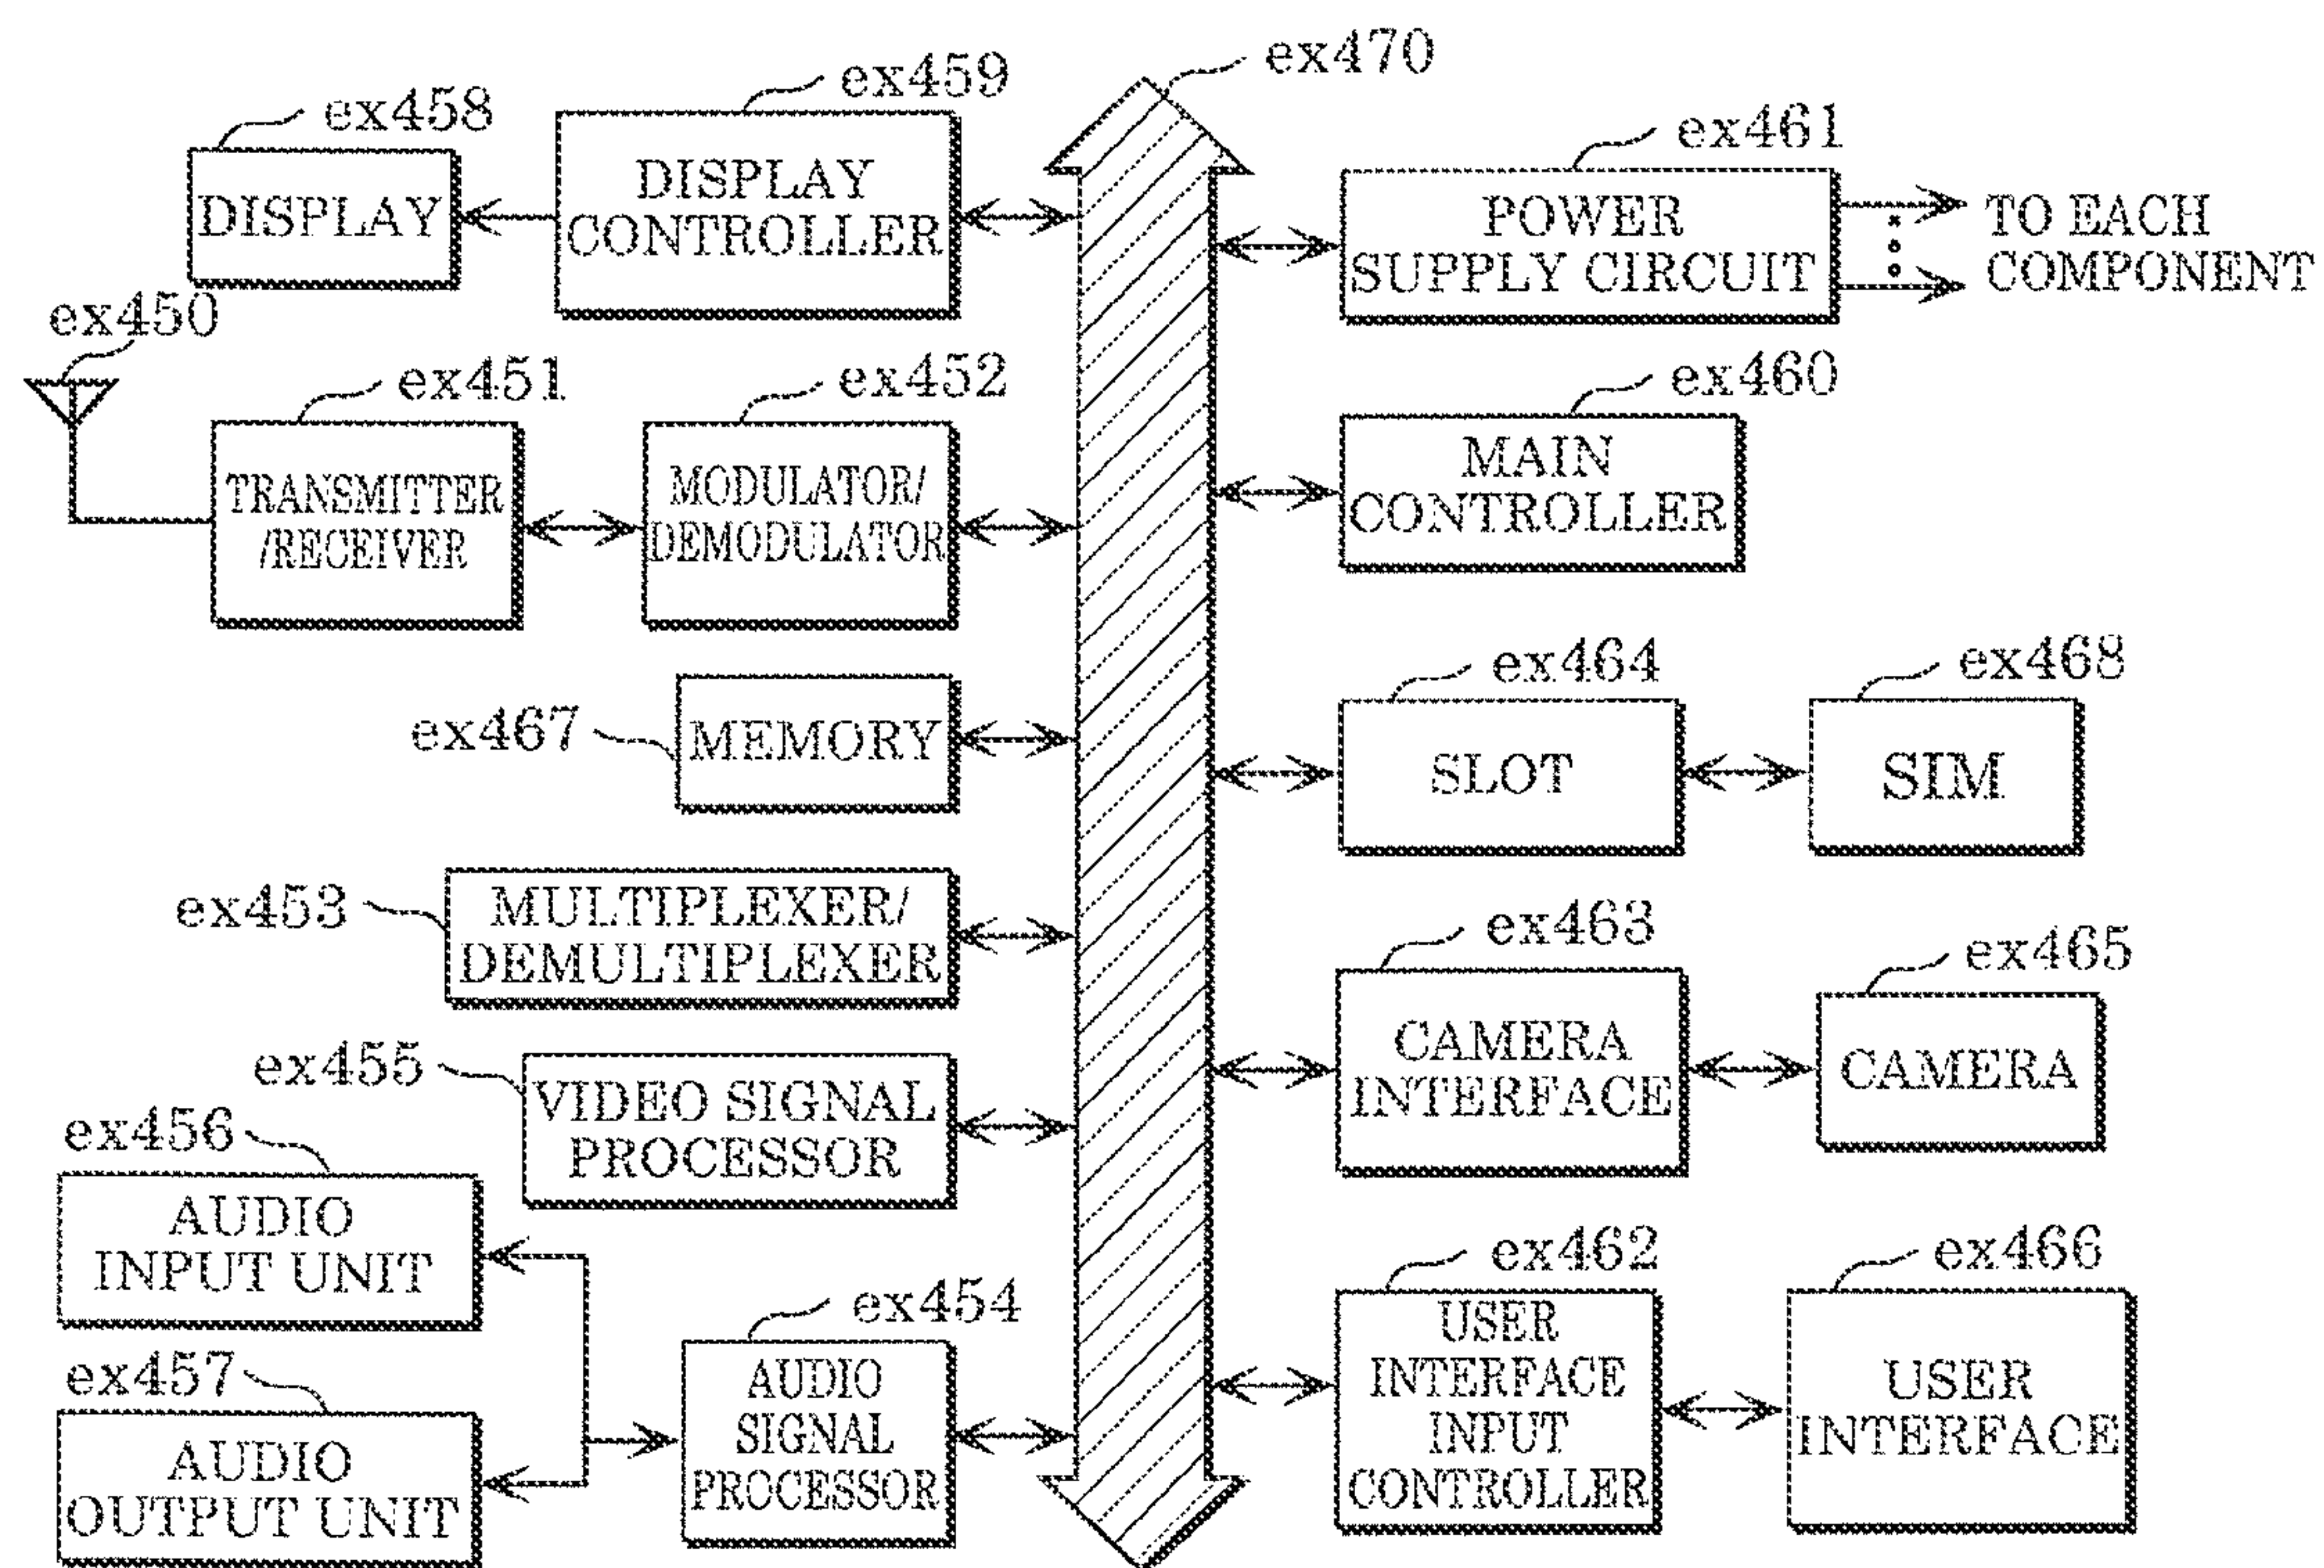 ex470
ex459
ex458
ex461
DISPLAY
DISPLAY
CONTROLLER
POWER
SUPPLY CIRCUIT
TO EACH
COMPONENT
ex450
ex451
ex452
ex460
TRANSMITTER
/RECEIVER
MODULATOR/
DEMODULATOR
MAIN
CONTROLLER
ex467
MEMORY
ex464
ex468
SLOT
SIM
ex453
MULTIPLEXER/
DEMULTIPLEXER
ex463
ex465
CAMERA
INTERFACE
CAMERA
ex455
VIDEO SIGNAL
PROCESSOR
ex456
AUDIO
INPUT UNIT
ex457
AUDIO
OUTPUT UNIT
ex454
AUDIO
SIGNAL
PROCESSOR
ex462
ex466
USER
INTERFACE
INPUT
CONTROLLER
USER
INTERFACE